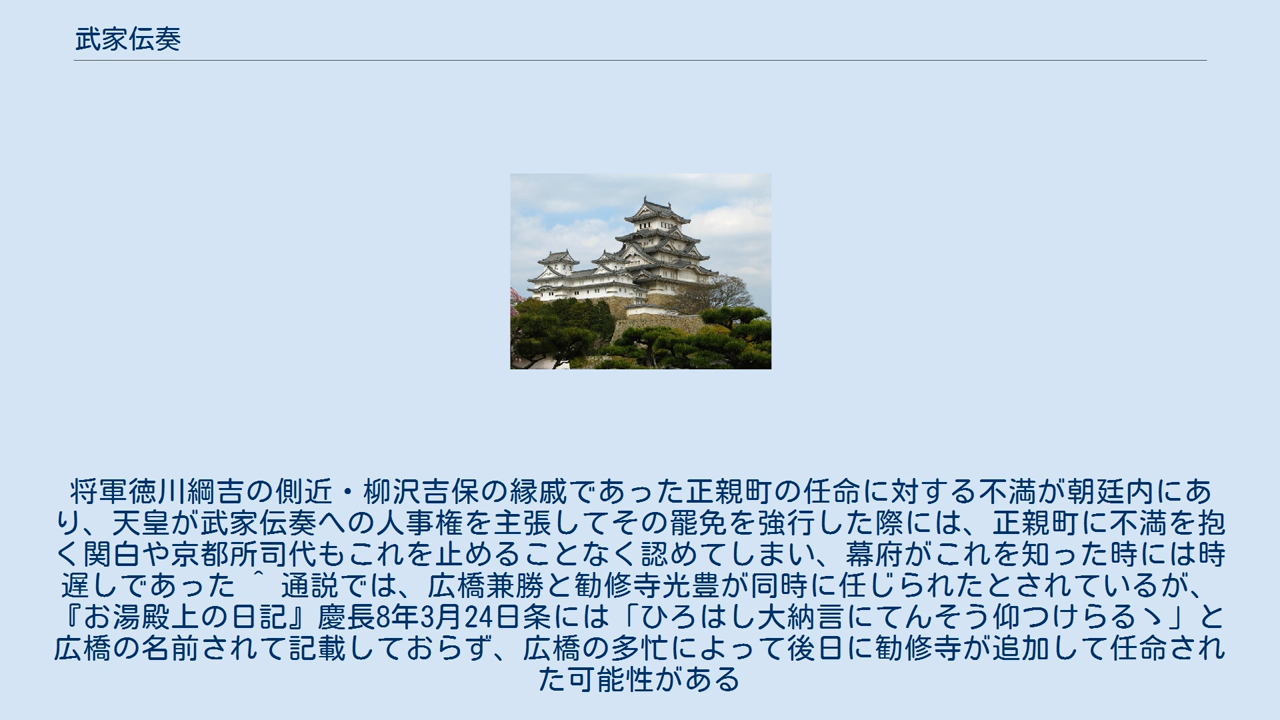 武家伝奏
将軍徳川綱吉の側近・柳沢吉保の縁戚であった正親町の任命に対する不満が朝廷内にあ
り、天皇が武家伝奏への人事権を主張してその罷免を強行した際には、正親町に不満を抱
く関白や京都所司代もこれを止めることなく認めてしまい、幕府がこれを知った時には時
遅しであった ^ 通説では、広橋兼勝と勧修寺光豊が同時に任じられたとされているが、
『お湯殿上の日記』慶長8年3月24日条には「ひろはし大納言にてんそう仰つけらるゝ」と
広橋の名前されて記載しておらず、広橋の多忙によって後日に勧修寺が追加して任命され
た可能性がある